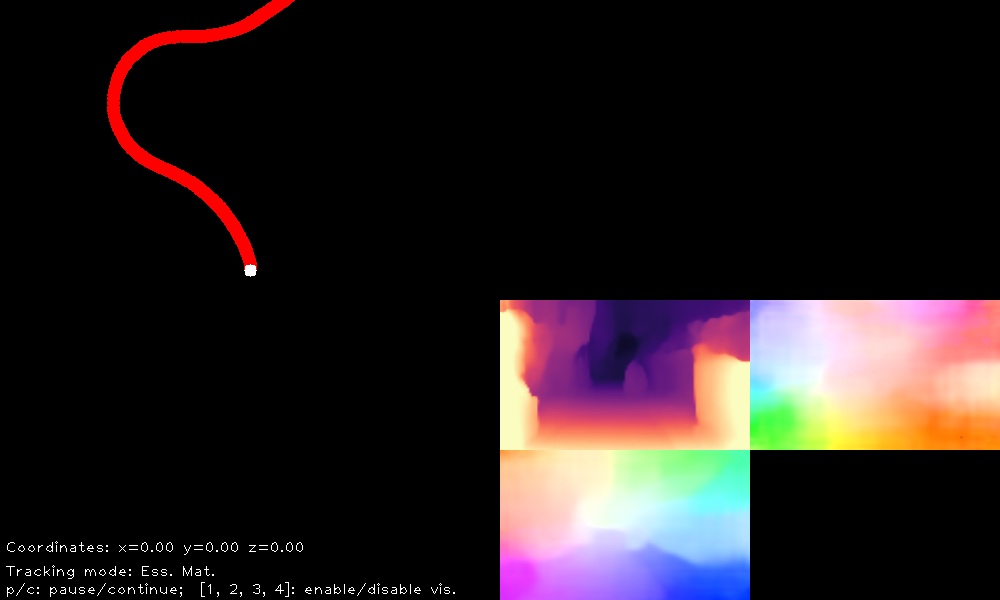 Coordinates: x=0.00 y=0.00 z=0.00
Tracking mode: Ess. Mat.
p/c: pause/continue; [1, 2, 3, 4]: enable/disable vis.